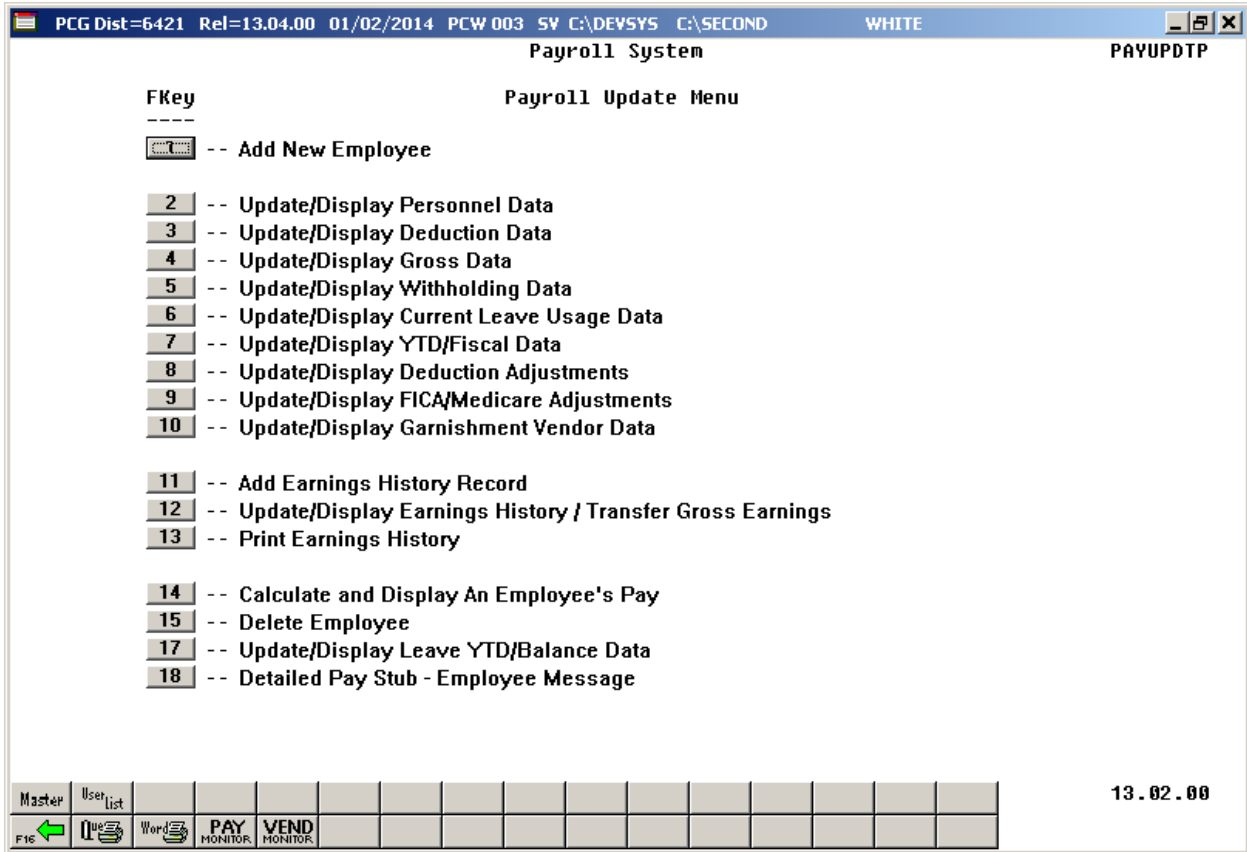 PCG Dist=6421 Rel=13.04.00 01/02/2014 PCW 003 SV C:\DEVSYS C:\SECOND WHITE
Payroll System PAYUPDTP
FKey Payroll Update Menu
----
1 -- Add New Employee
2 -- Update/Display Personnel Data
3 -- Update/Display Deduction Data
4 -- Update/Display Gross Data
5 -- Update/Display Withholding Data
6 -- Update/Display Current Leave Usage Data
7 -- Update/Display YTD/Fiscal Data
8 -- Update/Display Deduction Adjustments
9 -- Update/Display FICA/Medicare Adjustments
10 -- Update/Display Garnishment Vendor Data
11 -- Add Earnings History Record
12 -- Update/Display Earnings History / Transfer Gross Earnings
13 -- Print Earnings History
14 -- Calculate and Display An Employee's Pay
15 -- Delete Employee
17 -- Update/Display Leave YTD/Balance Data
18 -- Detailed Pay Stub - Employee Message
Master User List 13.02.00
F16 Que Word PAY MONITOR VEND MONITOR